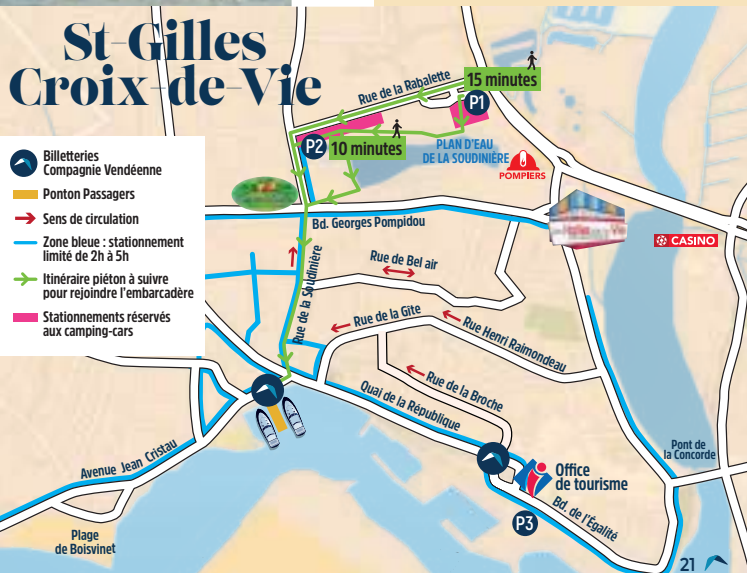 St-Gilles
Croix-de-Vie
Billetteries
Compagnie Vendéenne
Ponton Passagers
Sens de circulation
Zone bleue : stationnement
limité de 2h à 5h
Itinéraire piéton à suivre
pour rejoindre l'embarcadère
Stationnements réservés
aux camping-cars
Rue de la Rabalette
15 minutes
P1
P2
10 minutes
PLAN D'EAU
DE LA SOUDINIÈRE
POMPIERS
Bd. Georges Pompidou
CASINO
Rue de la Soudinière
Rue de Bel air
Rue de la Gîte
Rue Henri Raimondeau
Rue de la Broche
Quai de la République
Avenue Jean Cristau
Plage
de Boisvinet
Office
de tourisme
P3
Bd. de l'Égalité
Pont de
la Concorde
21